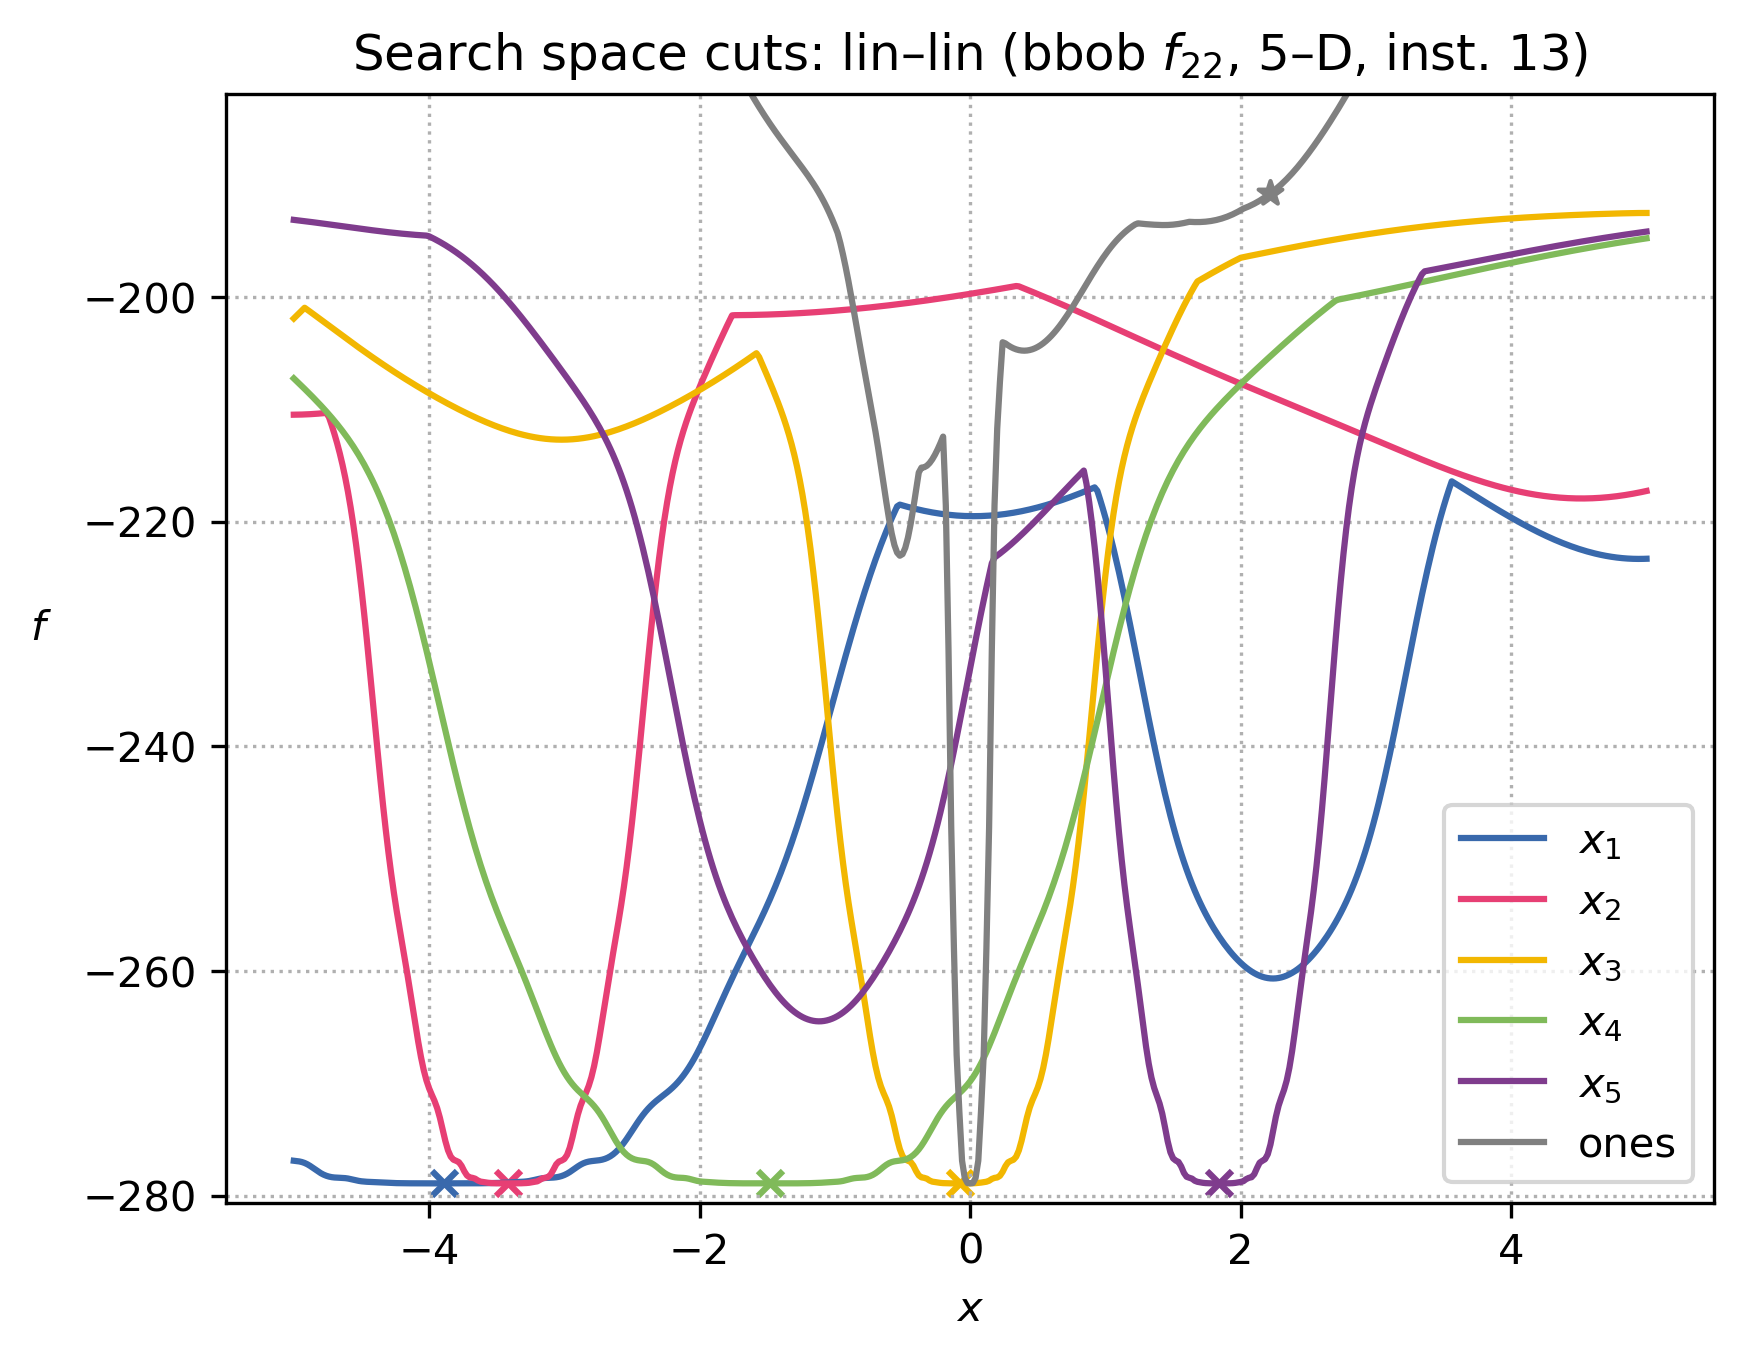 Search space cuts: lin–lin (bbob f₂₂, 5–D, inst. 13)
−200
−220
−240
−260
−280
f
−4
−2
0
2
4
x
x₁
x₂
x₃
x₄
x₅
ones